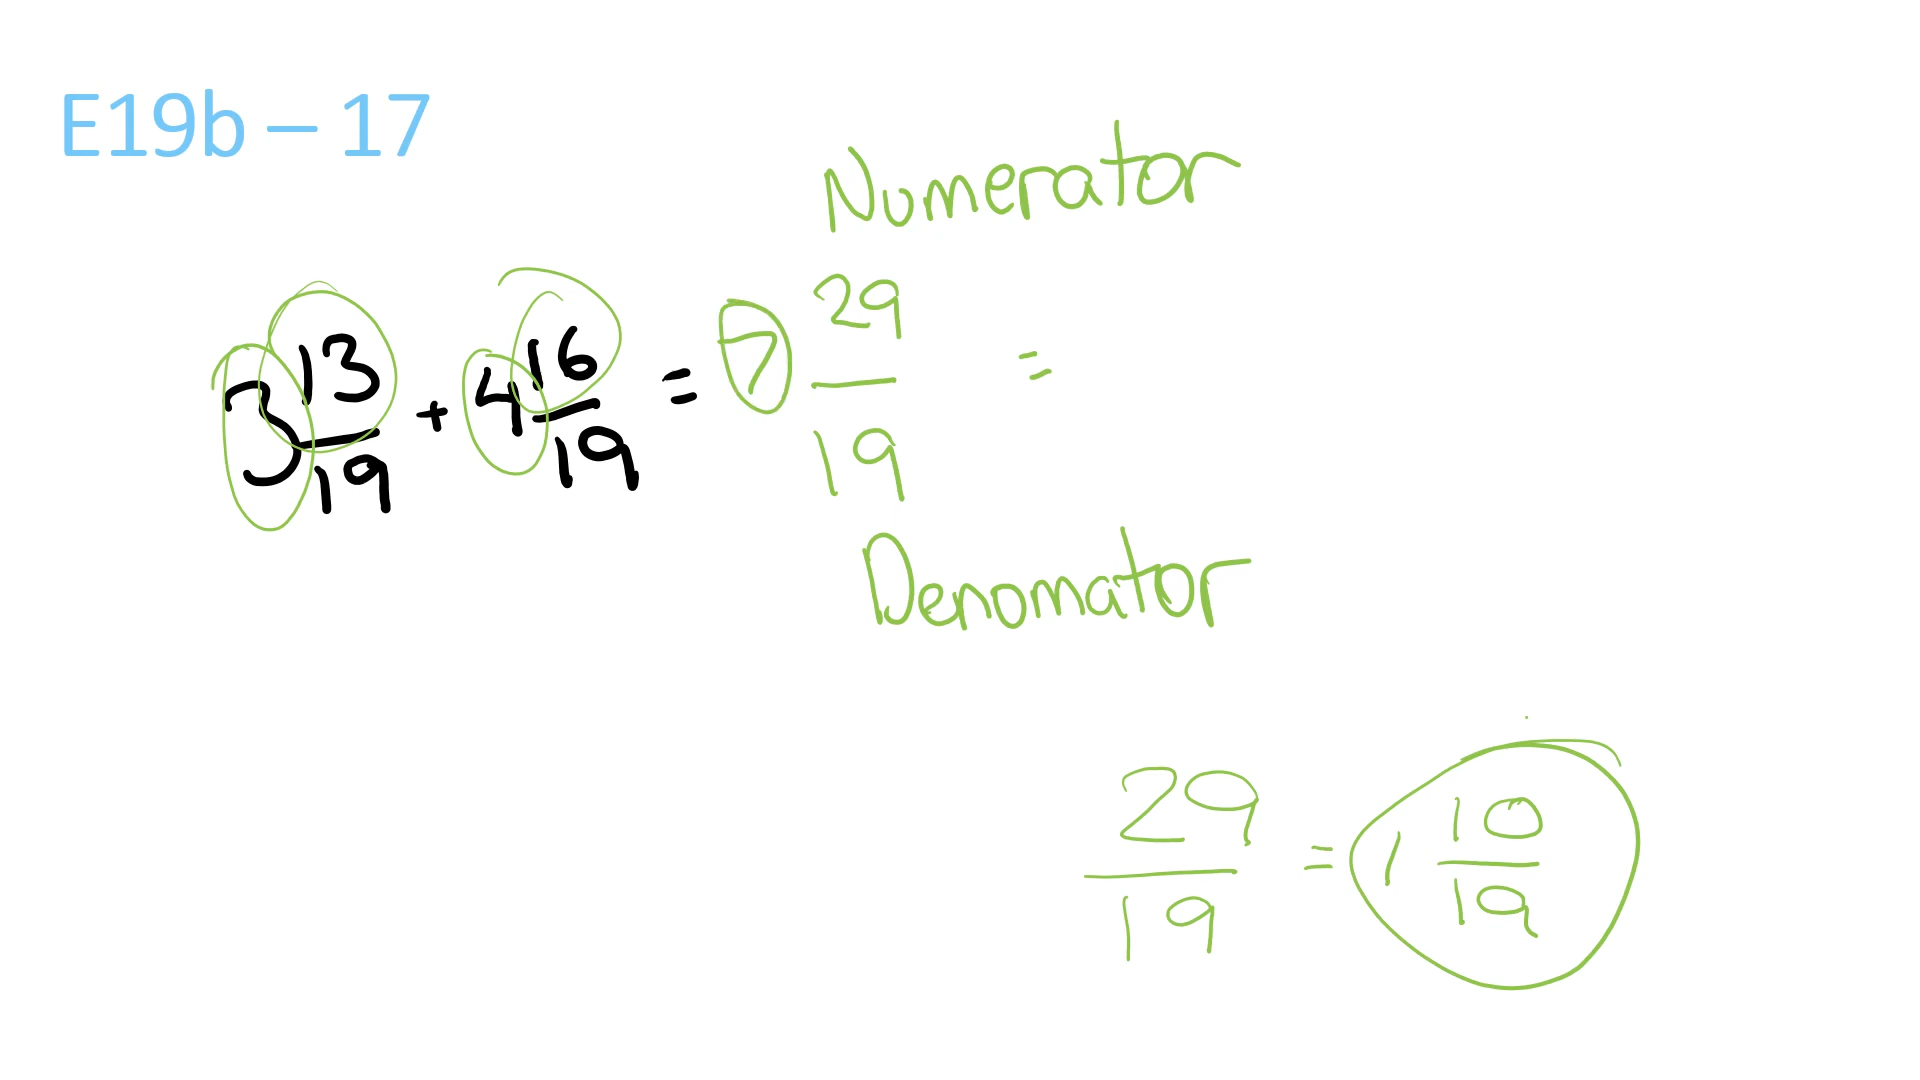 E19b – 17
Numerator
3 13/19 + 4 16/19 = 7 29/19 =
Denomator
29/19 = 1 10/19